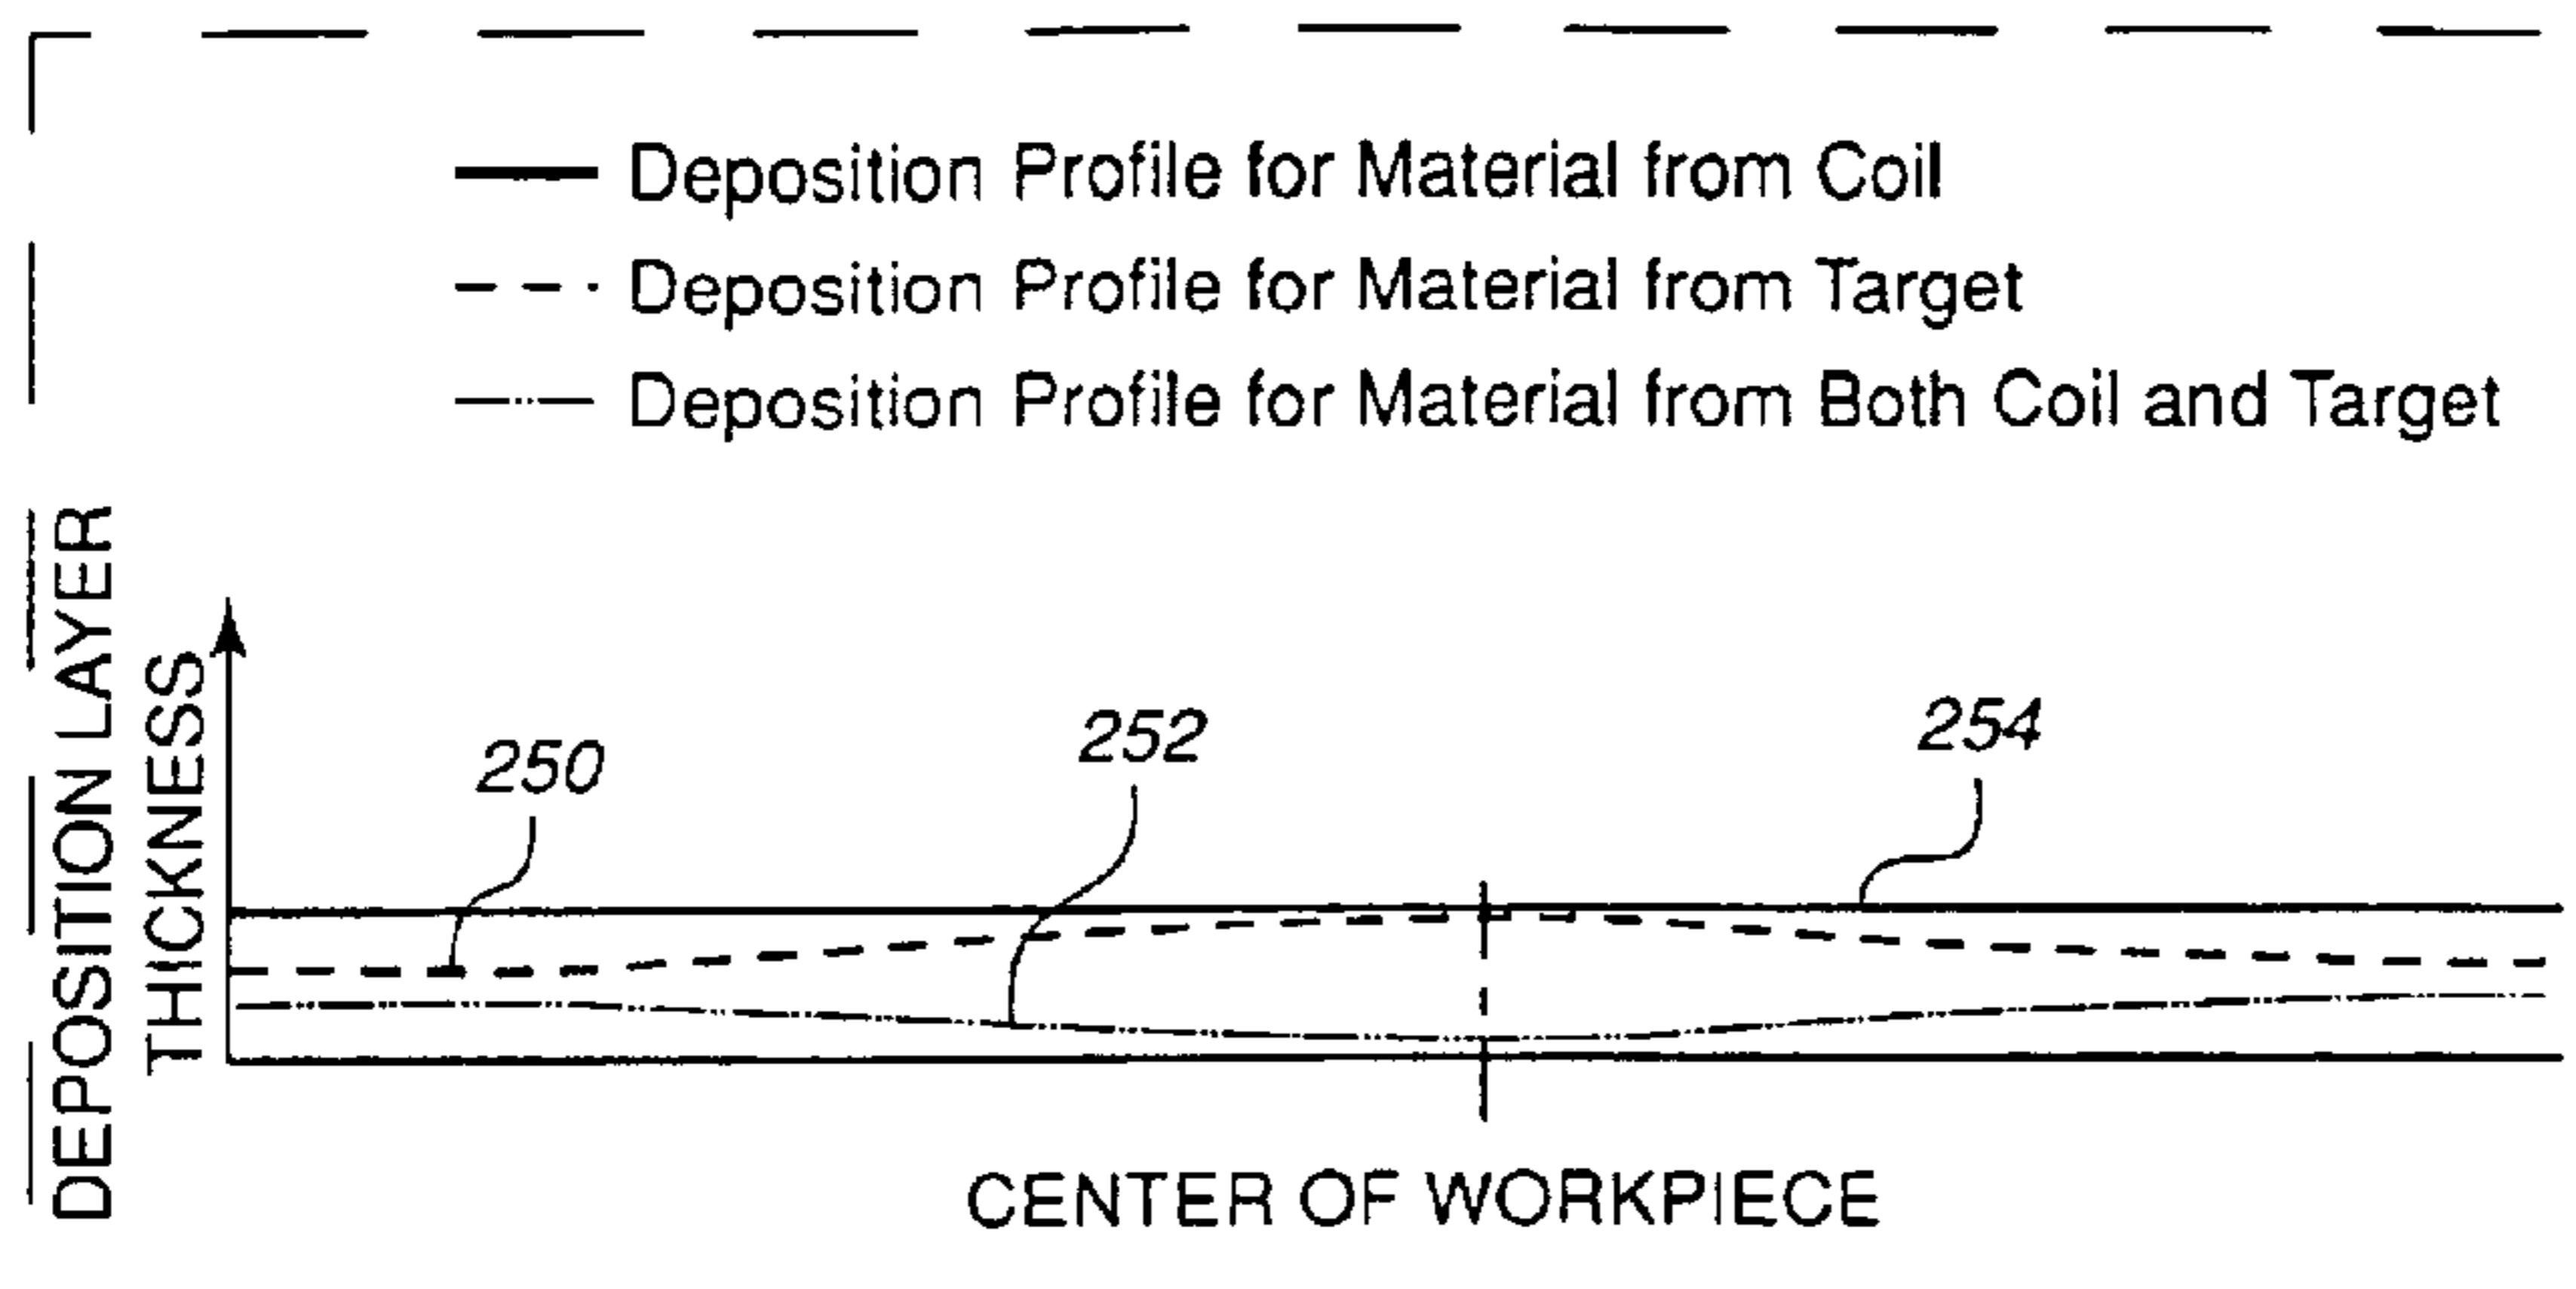 Deposition Profile for Material from Coil
Deposition Profile for Material from Target
Deposition Profile for Material from Both Coil and Target
DEPOSITION LAYER
THICKNESS
250
252
254
CENTER OF WORKPIECE